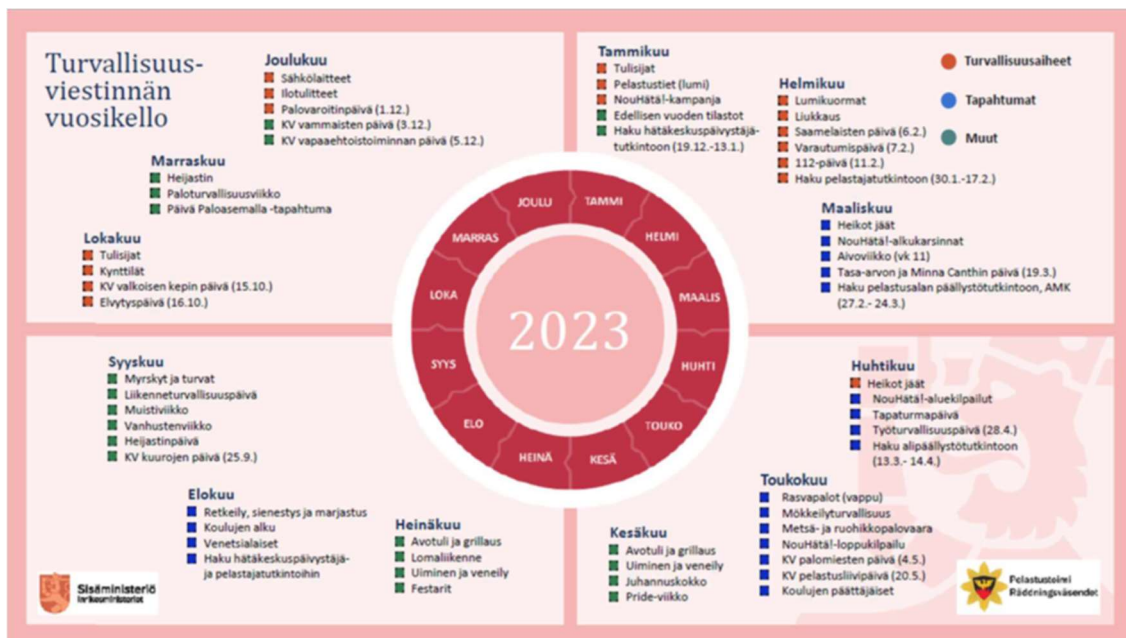 Turvallisuus-
viestinnän
vuosikello
Joulukuu
Sähkölaitteet
Ilotulitteet
Palovaroitinpäivä (1.12.)
KV vammaisten päivä (3.12.)
KV vapaaehtoistoiminnan päivä (5.12.)
Marraskuu
Heijastin
Paloturvallisuusviikko
Päivä Paloasemalla -tapahtuma
Lokakuu
Tulisijat
Kynttilät
KV valkoisen kepin päivä (15.10.)
Elvytyspäivä (16.10.)
Tammikuu
Tulisijat
Pelastustiet (lumi)
NouHätä!-kampanja
Edellisen vuoden tilastot
Haku hätäkeskuspäivystäjä-
tutkintoon (19.12.-13.1.)
Helmikuu
Lumikuormat
Liukkaus
Saamelaisten päivä (6.2.)
Varautumispäivä (7.2.)
112-päivä (11.2.)
Haku pelastajatutkintoon (30.1.-17.2.)
Turvallisuusaiheet
Tapahtumat
Muut
Maaliskuu
Heikot jäät
NouHätä!-alkukarsinnat
Aivoviikko (vk 11)
Tasa-arvon ja Minna Canthin päivä (19.3.)
Haku pelastusalan päällystötutkintoon, AMK
(27.2.- 24.3.)
JOULU
TAMMI
MARRAS
HELMI
LOKA
MAALIS
2023
SYYS
HUHTI
ELO
TOUKO
HEINÄ
KESÄ
Syyskuu
Myrskyt ja turvat
Liikenneturvallisuuspäivä
Muistiviikko
Vanhustenviikko
Heijastinpäivä
KV kuurojen päivä (25.9.)
Elokuu
Retkeily, sienestys ja marjastus
Koulujen alku
Venetsialaiset
Haku hätäkeskuspäivystäjä-
ja pelastajatutkintoihin
Heinäkuu
Avotuli ja grillaus
Lomaliikenne
Uiminen ja veneily
Festarit
Huhtikuu
Heikot jäät
NouHätä!-aluekilpailut
Tapaturmapäivä
Työturvallisuuspäivä (28.4.)
Haku alipäällystötutkintoon
(13.3.- 14.4.)
Toukokuu
Rasvapalot (vappu)
Mökkeilyturvallisuus
Metsä- ja ruohikkopalovaara
NouHätä!-loppukilpailu
KV palomiesten päivä (4.5.)
KV pelastusliivipäivä (20.5.)
Koulujen päättäjäiset
Kesäkuu
Avotuli ja grillaus
Uiminen ja veneily
Juhannuskokko
Pride-viikko
Sisäministeriö
Inrikesministeriet
Pelastustoimi
Räddningsväsendet